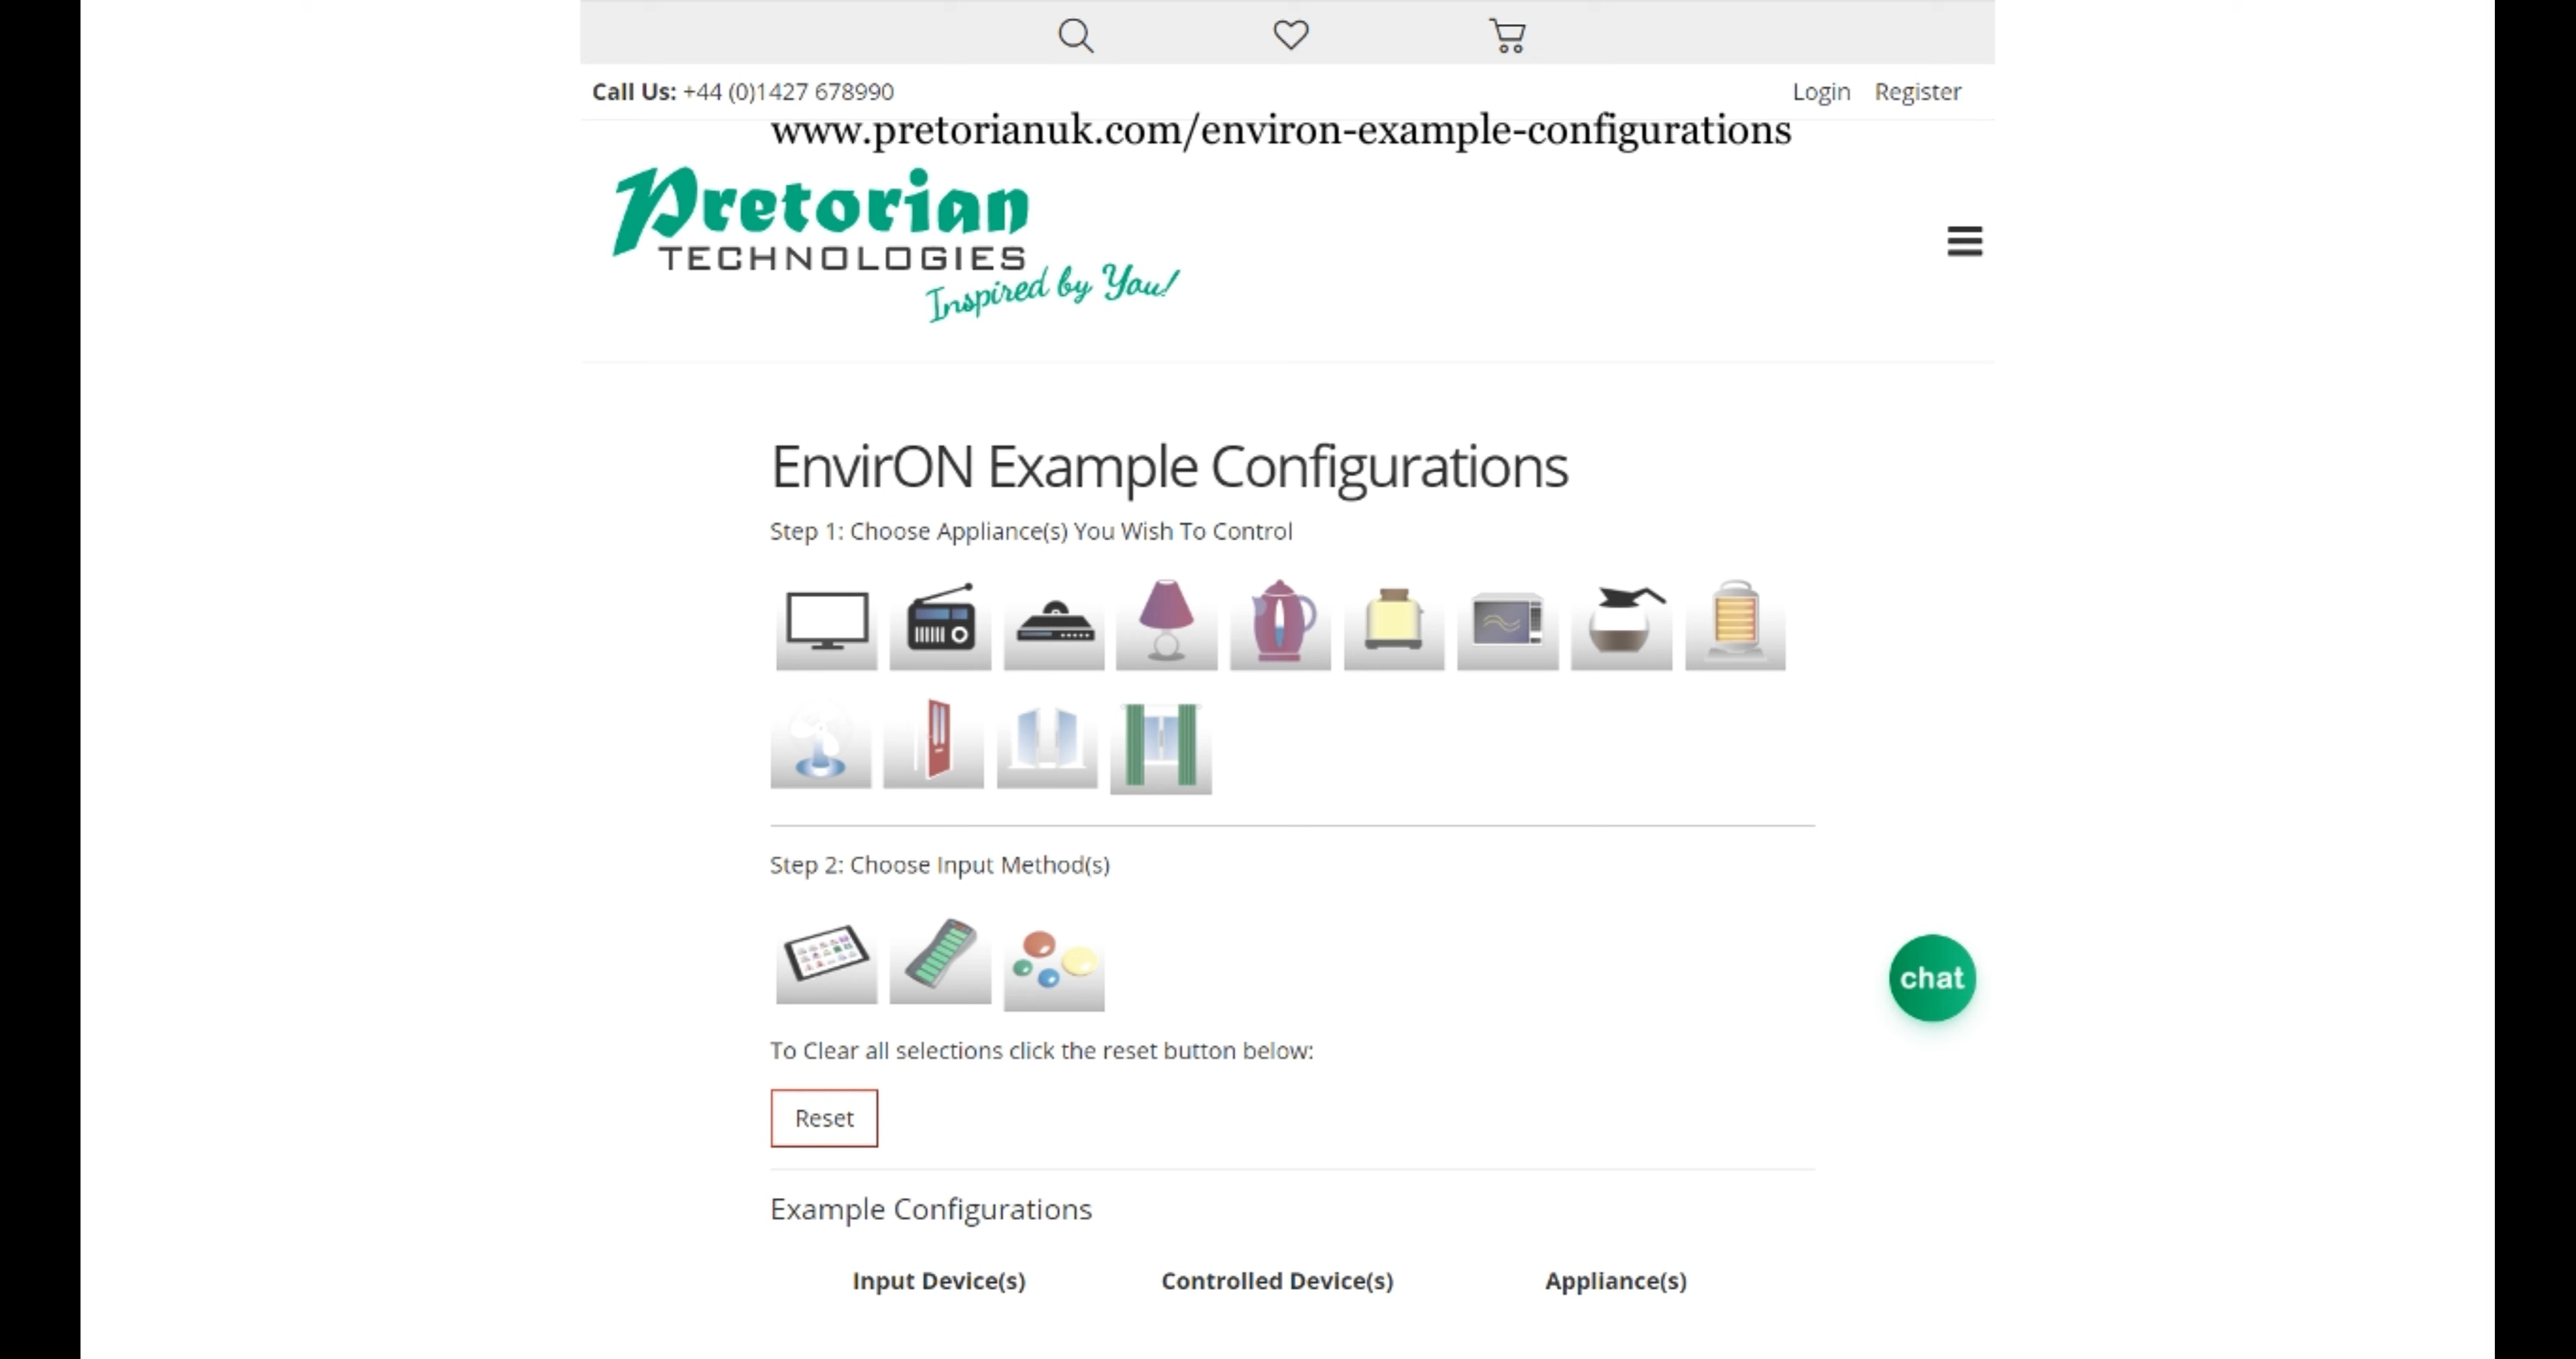 Call Us: +44 (0)1427 678990
Login Register
www.pretorianuk.com/environ-example-configurations
Pretorian
TECHNOLOGIES
Inspired by You!
EnvirON Example Configurations
Step 1: Choose Appliance(s) You Wish To Control
Step 2: Choose Input Method(s)
chat
To Clear all selections click the reset button below:
Reset
Example Configurations
Input Device(s) Controlled Device(s) Appliance(s)